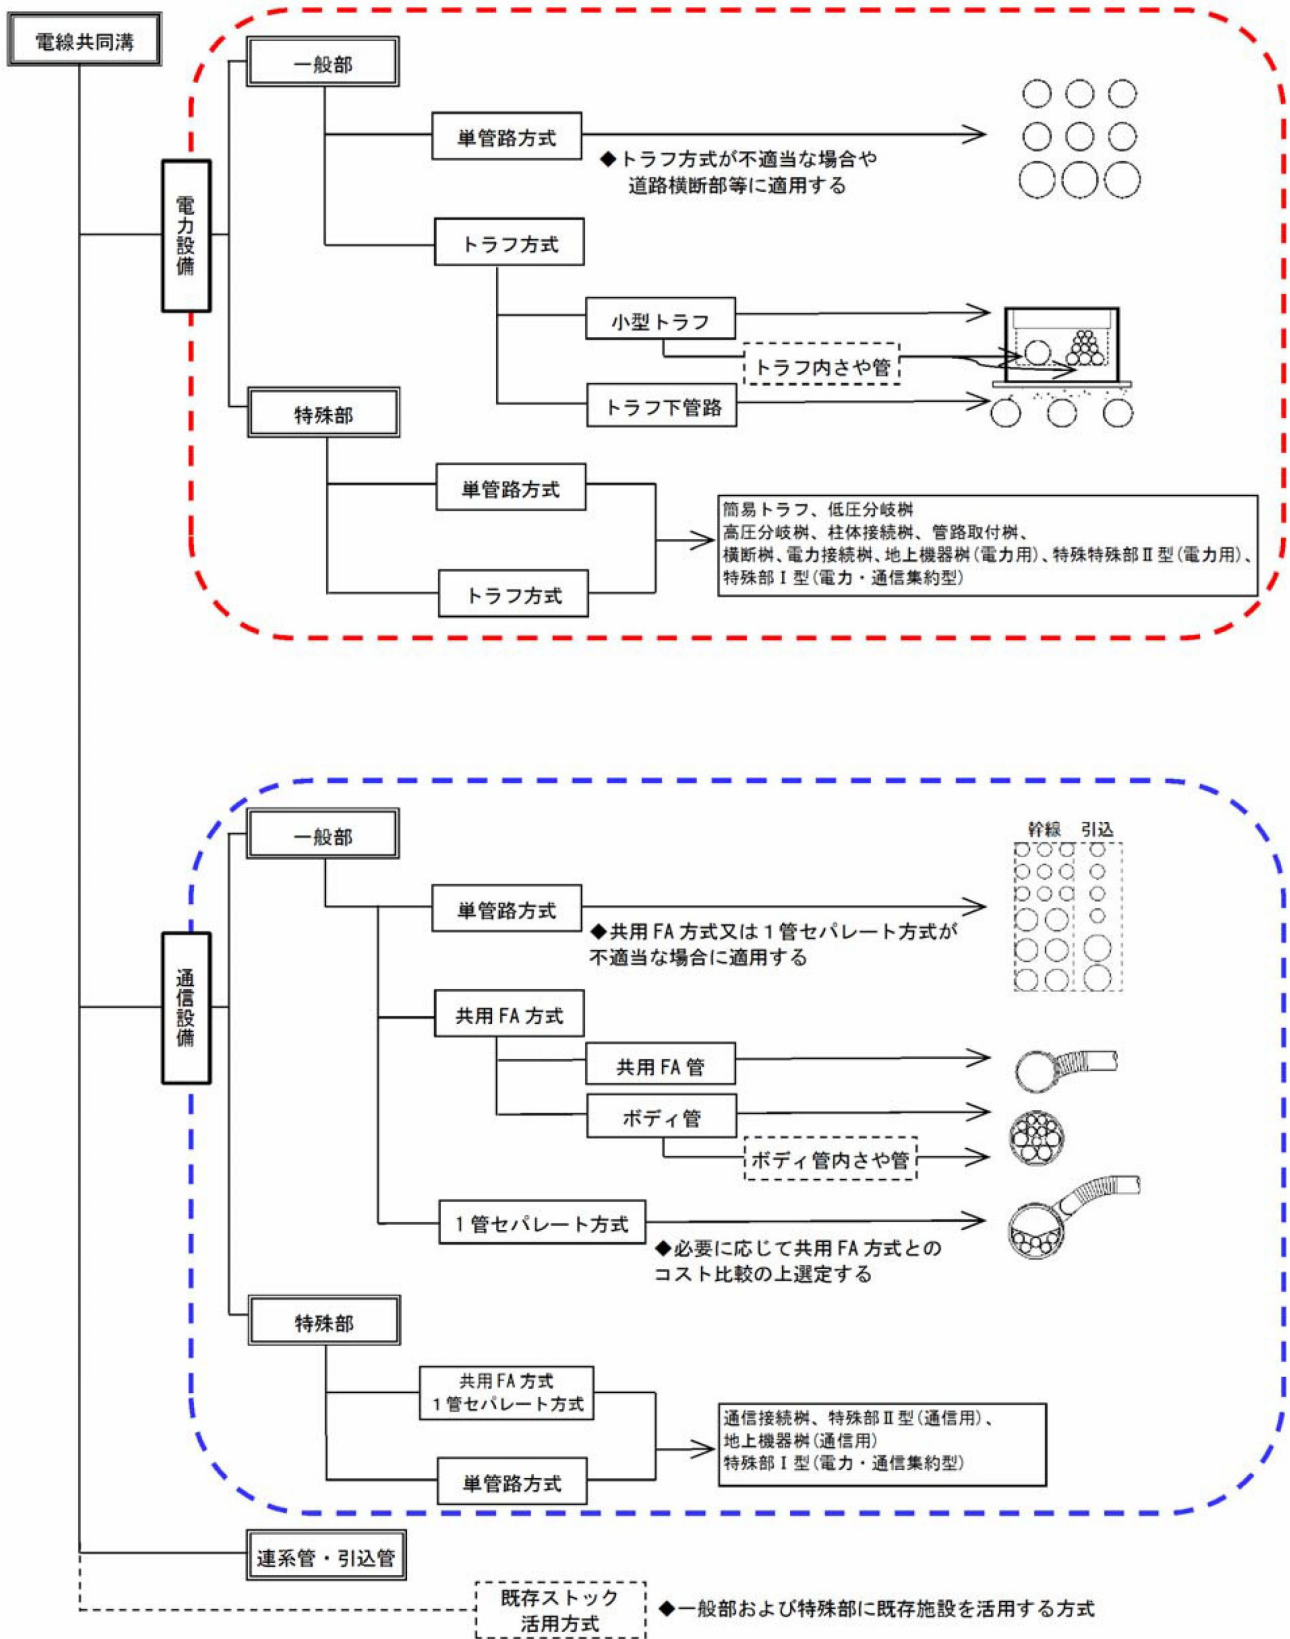 電線共同溝
電力設備
一般部
単管路方式
◆トラフ方式が不適当な場合や
道路横断部等に適用する
トラフ方式
小型トラフ
トラフ内さや管
トラフ下管路
特殊部
単管路方式
トラフ方式
簡易トラフ、低圧分岐桝
高圧分岐桝、柱体接続桝、管路取付桝、
横断桝、電力接続桝、地上機器桝(電力用)、特殊特殊部Ⅱ型(電力用)、
特殊部Ⅰ型(電力・通信集約型)
通信設備
一般部
幹線 引込
単管路方式
◆共用FA方式又は1管セパレート方式が
不適当な場合に適用する
共用FA方式
共用FA管
ボディ管
ボディ管内さや管
1管セパレート方式
◆必要に応じて共用FA方式との
コスト比較の上選定する
特殊部
共用FA方式
1管セパレート方式
単管路方式
通信接続桝、特殊部Ⅱ型(通信用)、
地上機器桝(通信用)
特殊部Ⅰ型(電力・通信集約型)
連系管・引込管
既存ストック
活用方式
◆一般部および特殊部に既存施設を活用する方式